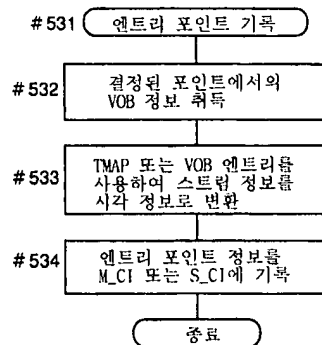 #531
엔트리 포인트 기록
#532
결정된 포인트에서의
VOB 정보 취득
#533
TMAP 또는 VOB 엔트리를
사용하여 스트림 정보를
시각 정보로 변환
#534
엔트리 포인트 정보를
M_CI 또는 S_CI에 기록
종료